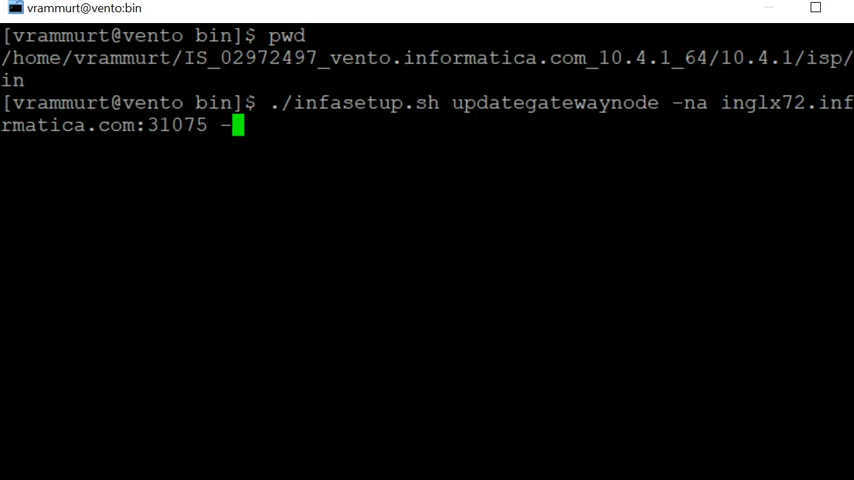 vrammurt@vento:bin
[vrammurt@vento bin]$ pwd
/home/vrammurt/IS_02972497_vento.informatica.com_10.4.1_64/10.4.1/isp/
in
[vrammurt@vento bin]$ ./infasetup.sh updategatewaynode -na inglx72.inf
rmatica.com:31075 -